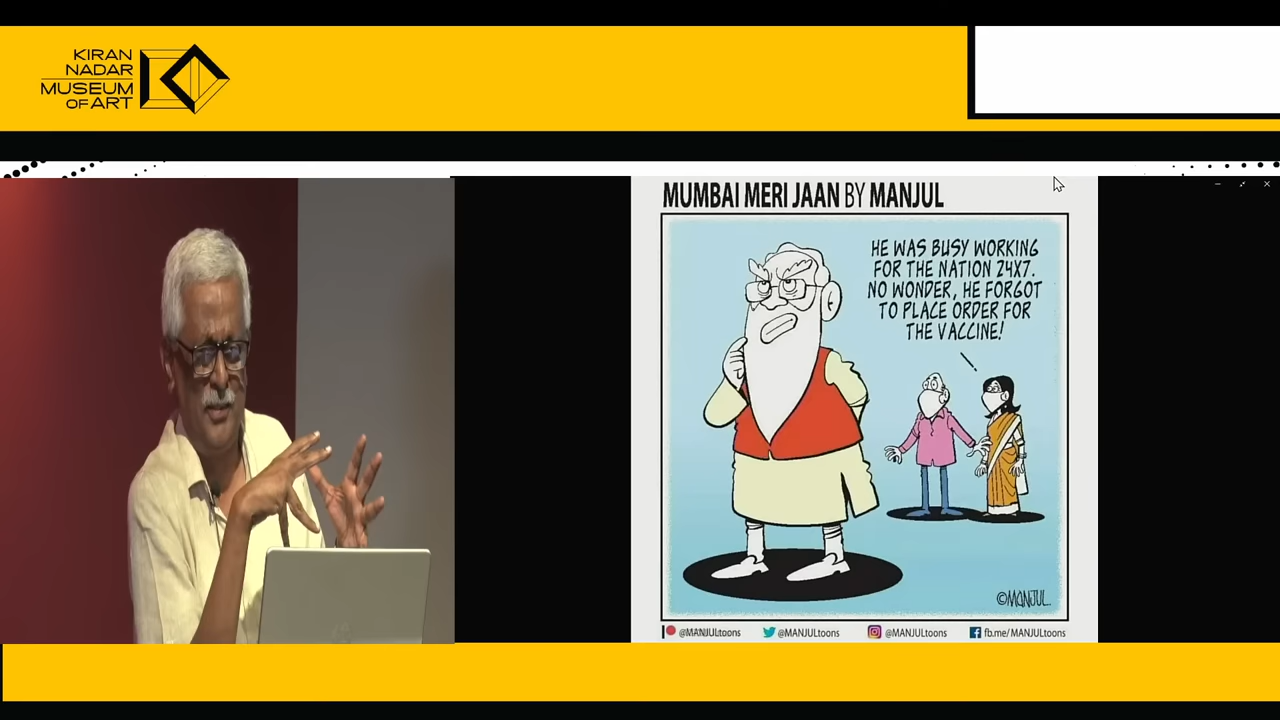 KIRAN
NADAR
MUSEUM
OF ART
MUMBAI MERI JAAN BY MANJUL
HE WAS BUSY WORKING
FOR THE NATION 24X7.
NO WONDER, HE FORGOT
TO PLACE ORDER FOR
THE VACCINE!
©MANJUL.
@MANJULtoons @MANJULtoons @MANJULtoons fb.me/MANJULtoons